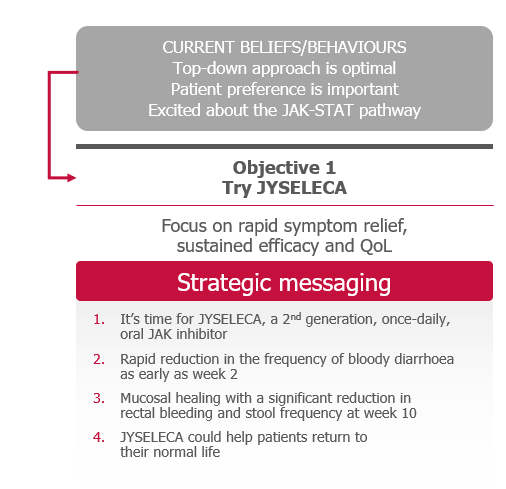 CURRENT BELIEFS/BEHAVIOURS
Top-down approach is optimal
Patient preference is important
Excited about the JAK-STAT pathway
Objective 1
Try JYSELECA
Focus on rapid symptom relief,
sustained efficacy and QoL
Strategic messaging
1. It’s time for JYSELECA, a 2nd generation, once-daily,
oral JAK inhibitor
2. Rapid reduction in the frequency of bloody diarrhoea
as early as week 2
3. Mucosal healing with a significant reduction in
rectal bleeding and stool frequency at week 10
4. JYSELECA could help patients return to
their normal life